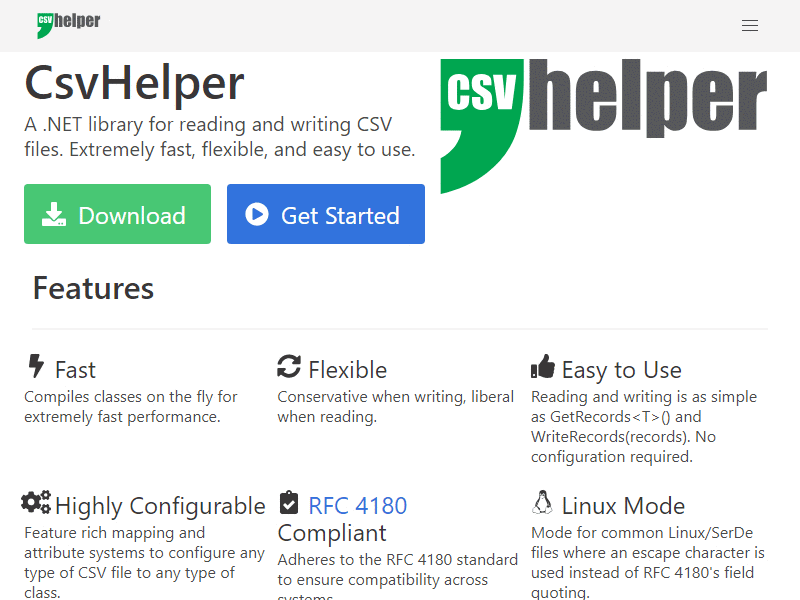 csv helper
CsvHelper
A .NET library for reading and writing CSV
files. Extremely fast, flexible, and easy to use.
csv helper
Download
Get Started
Features
Fast
Compiles classes on the fly for
extremely fast performance.
Flexible
Conservative when writing, liberal
when reading.
Easy to Use
Reading and writing is as simple
as GetRecords<T>() and
WriteRecords(records). No
configuration required.
Highly Configurable
Feature rich mapping and
attribute systems to configure any
type of CSV file to any type of
class.
RFC 4180
Compliant
Adheres to the RFC 4180 standard
to ensure compatibility across
systems.
Linux Mode
Mode for common Linux/SerDe
files where an escape character is
used instead of RFC 4180's field
quoting.